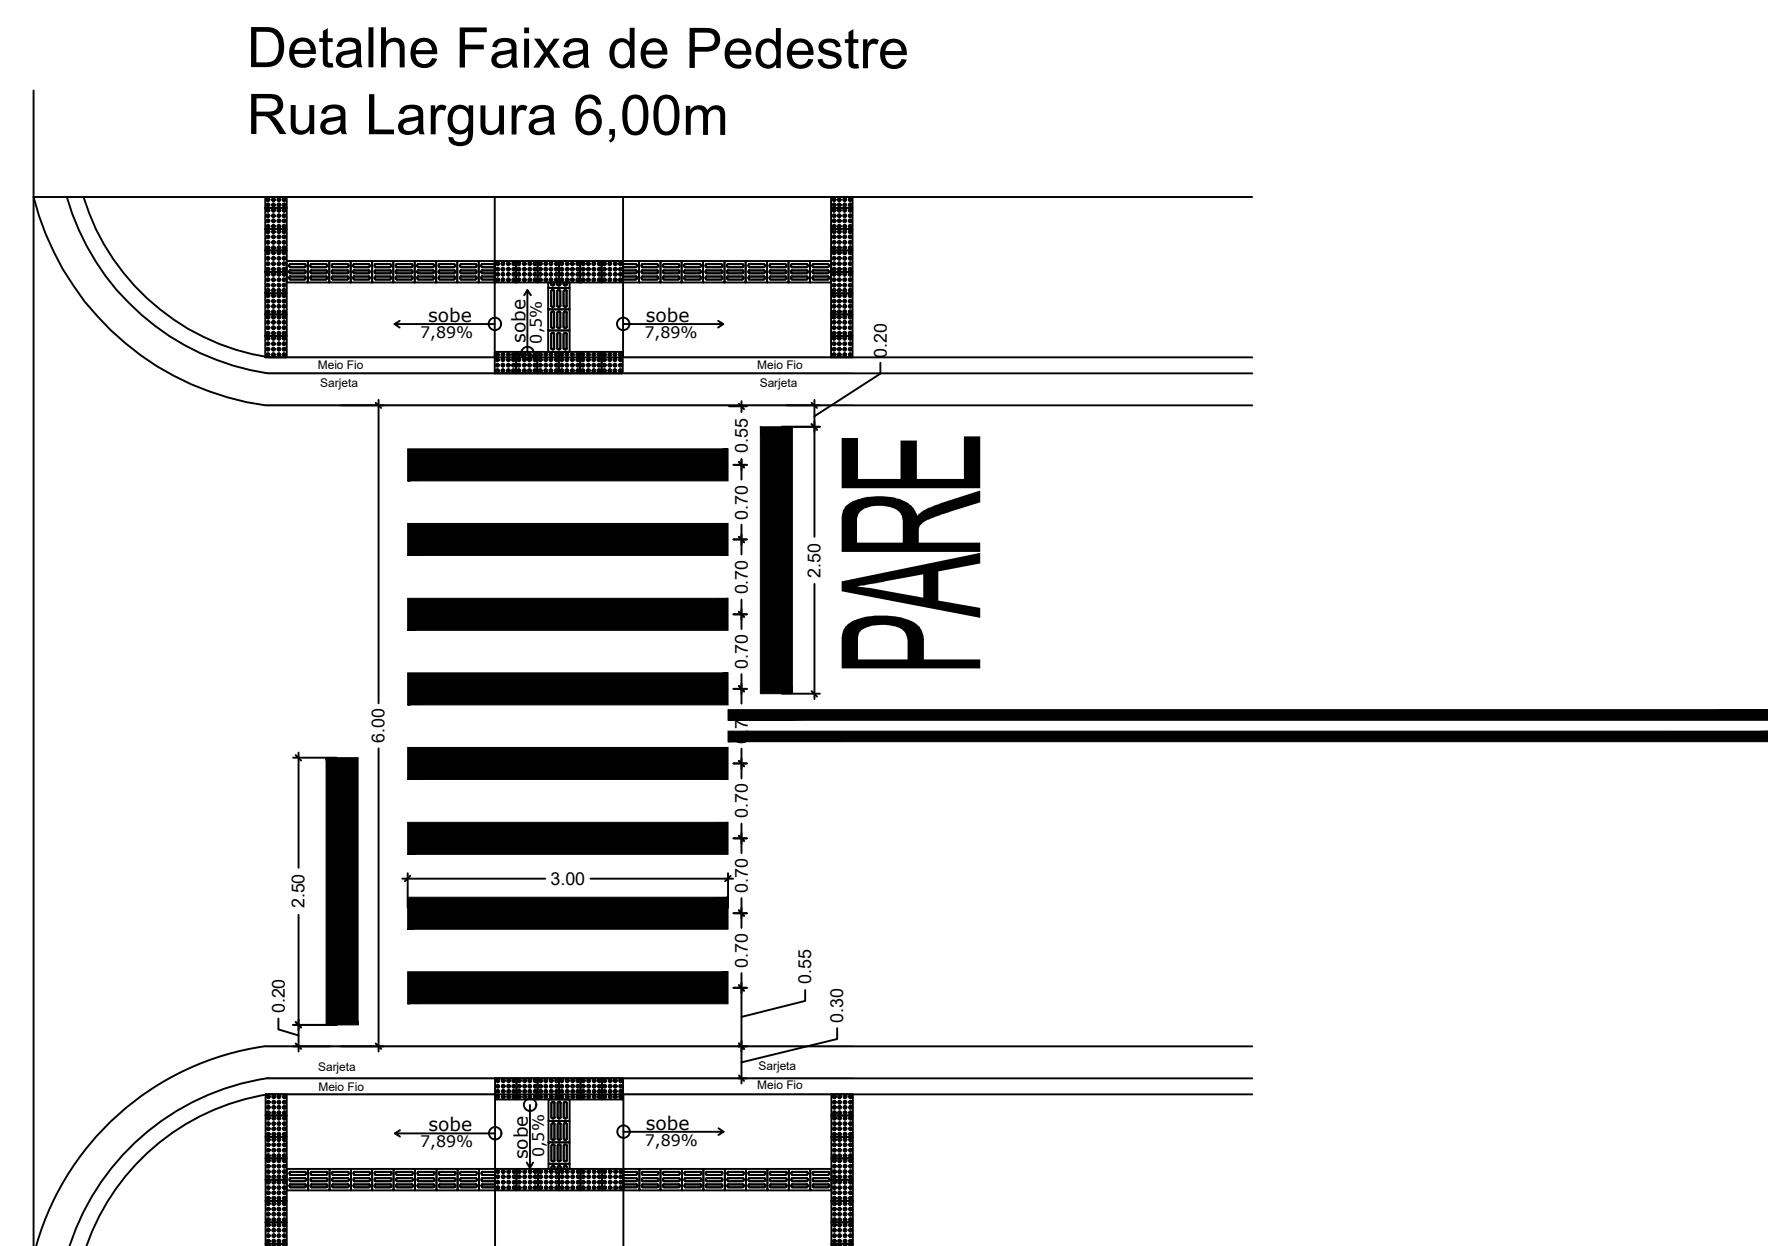 Detalhe Faixa de Pedestre
Rua Largura 6,00m
sobe
7,89%
sobe
0,5%
sobe
7,89%
Meio Fio
Sarjeta
Meio Fio
Sarjeta
0.20
0.55
0.70
0.70
0.70
2.50
PARE
6.00
0.70
0.70
0.70
3.00
2.50
0.20
0.55
0.30
Sarjeta
Meio Fio
Sarjeta
Meio Fio
sobe
7,89%
sobe
0,5%
sobe
7,89%